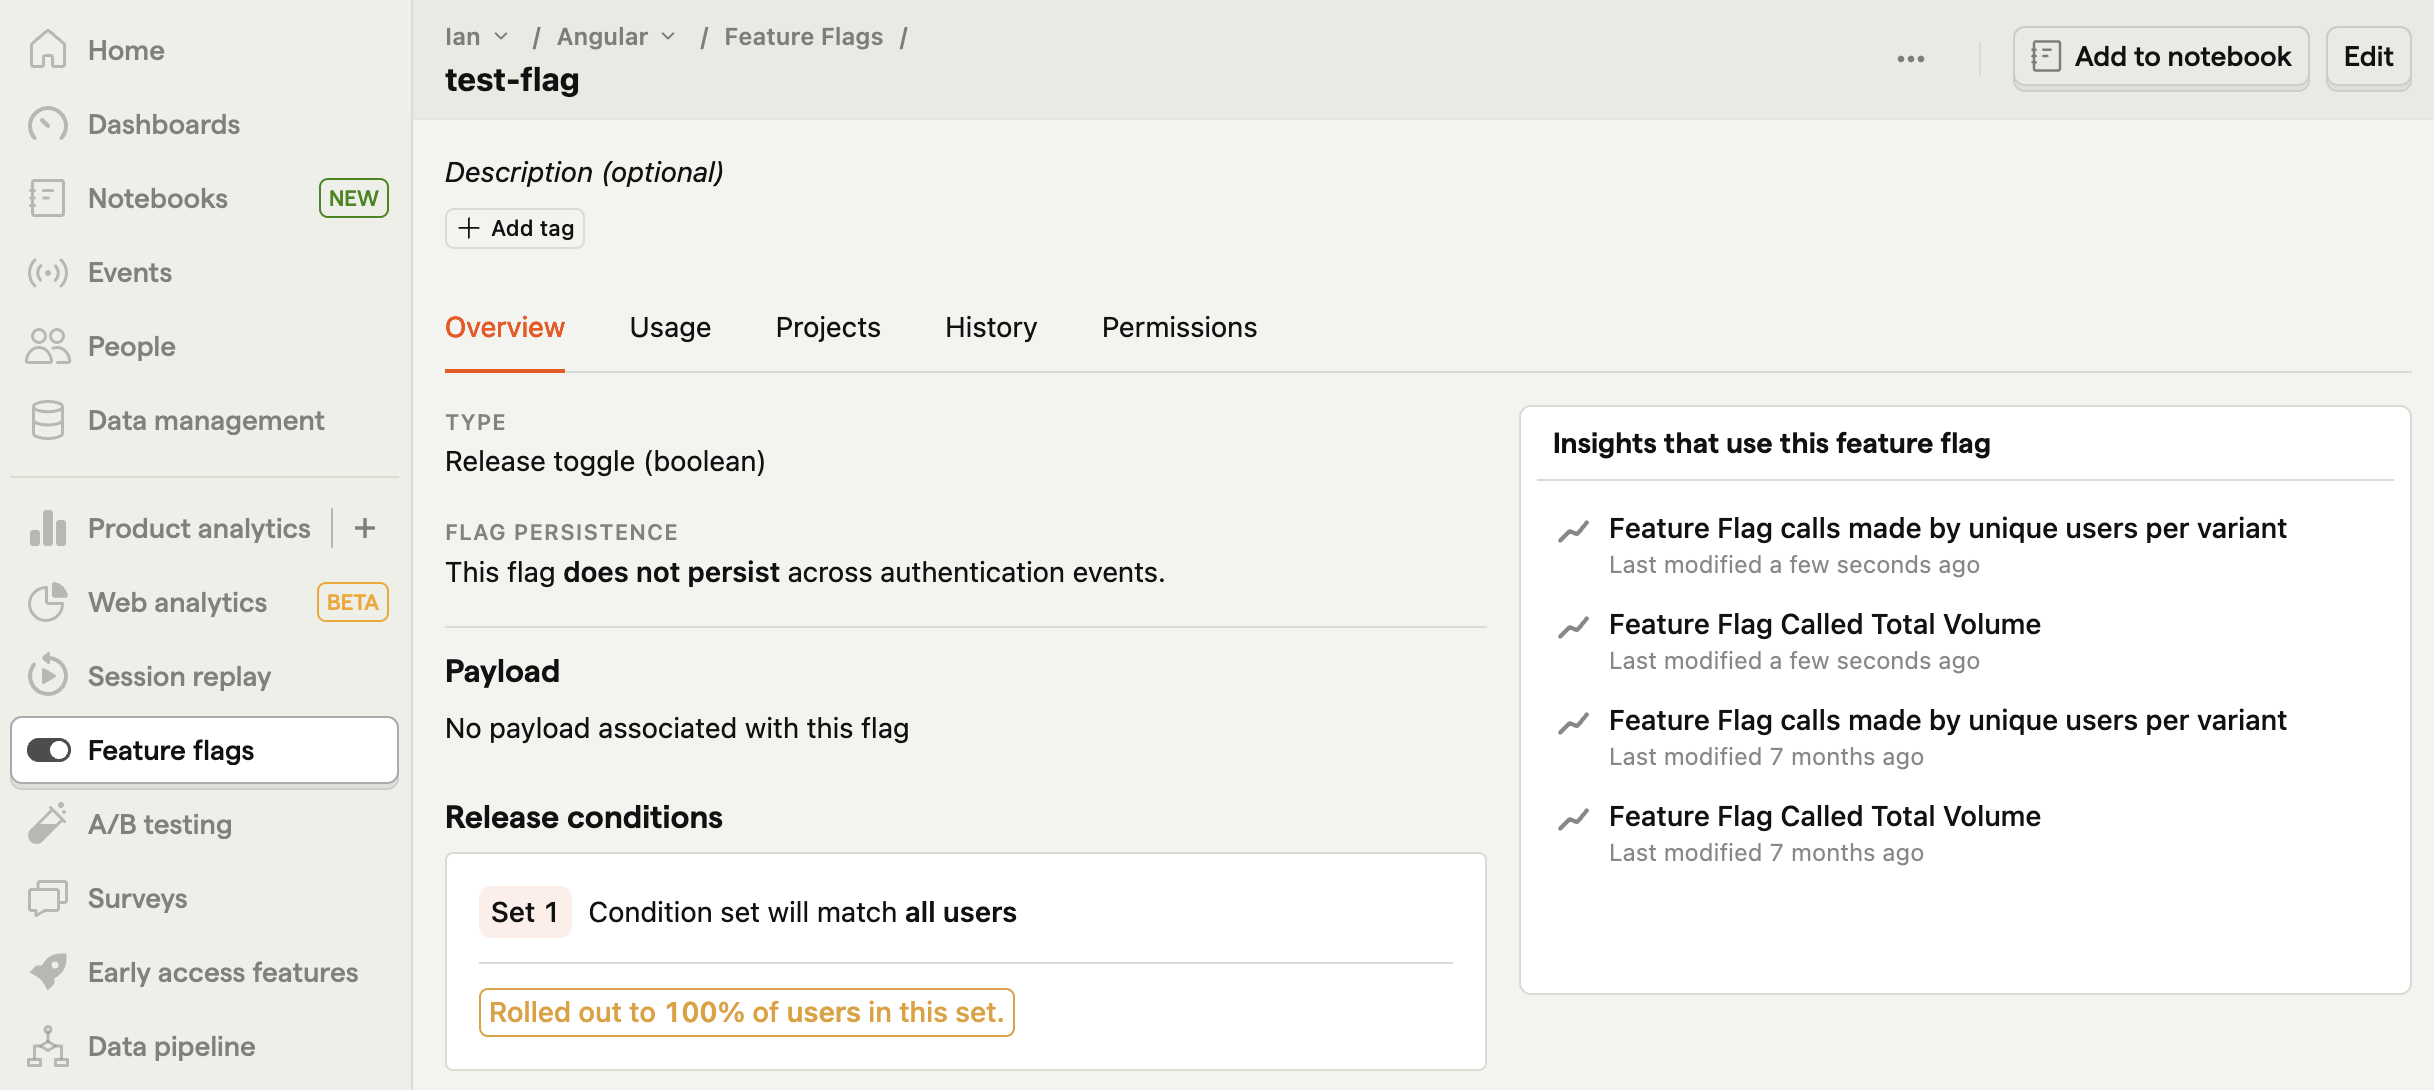 Home
Dashboards
Notebooks NEW
Events
People
Data management
Product analytics +
Web analytics BETA
Session replay
Feature flags
A/B testing
Surveys
Early access features
Data pipeline
Ian / Angular / Feature Flags /
test-flag
Add to notebook
Edit
Description (optional)
+ Add tag
Overview Usage Projects History Permissions
TYPE
Release toggle (boolean)
FLAG PERSISTENCE
This flag does not persist across authentication events.
Payload
No payload associated with this flag
Release conditions
Set 1 Condition set will match all users
Rolled out to 100% of users in this set.
Insights that use this feature flag
Feature Flag calls made by unique users per variant
Last modified a few seconds ago
Feature Flag Called Total Volume
Last modified a few seconds ago
Feature Flag calls made by unique users per variant
Last modified 7 months ago
Feature Flag Called Total Volume
Last modified 7 months ago